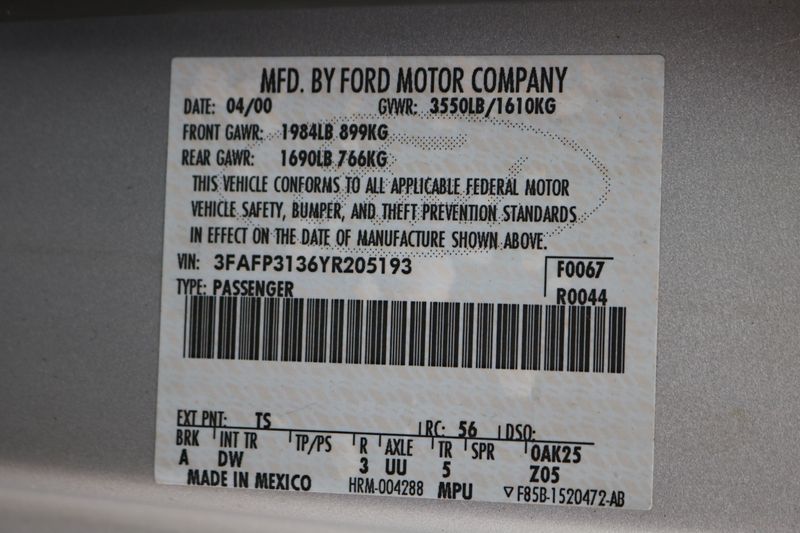 MFD. BY FORD MOTOR COMPANY
DATE: 04/00 GVWR: 3550LB/1610KG
FRONT GAWR: 1984LB 899KG
REAR GAWR: 1690LB 766KG
THIS VEHICLE CONFORMS TO ALL APPLICABLE FEDERAL MOTOR
VEHICLE SAFETY, BUMPER, AND THEFT PREVENTION STANDARDS
IN EFFECT ON THE DATE OF MANUFACTURE SHOWN ABOVE.
VIN: 3FAFP3136YR205193 F0067
TYPE: PASSENGER R0044
EXT PNT: TS RC: 56 DSO:
BRK INT TR TP/PS R AXLE TR SPR 0AK25
A DW 3 UU 5 Z05
MADE IN MEXICO HRM-004288 MPU ▽ F85B-1520472-AB